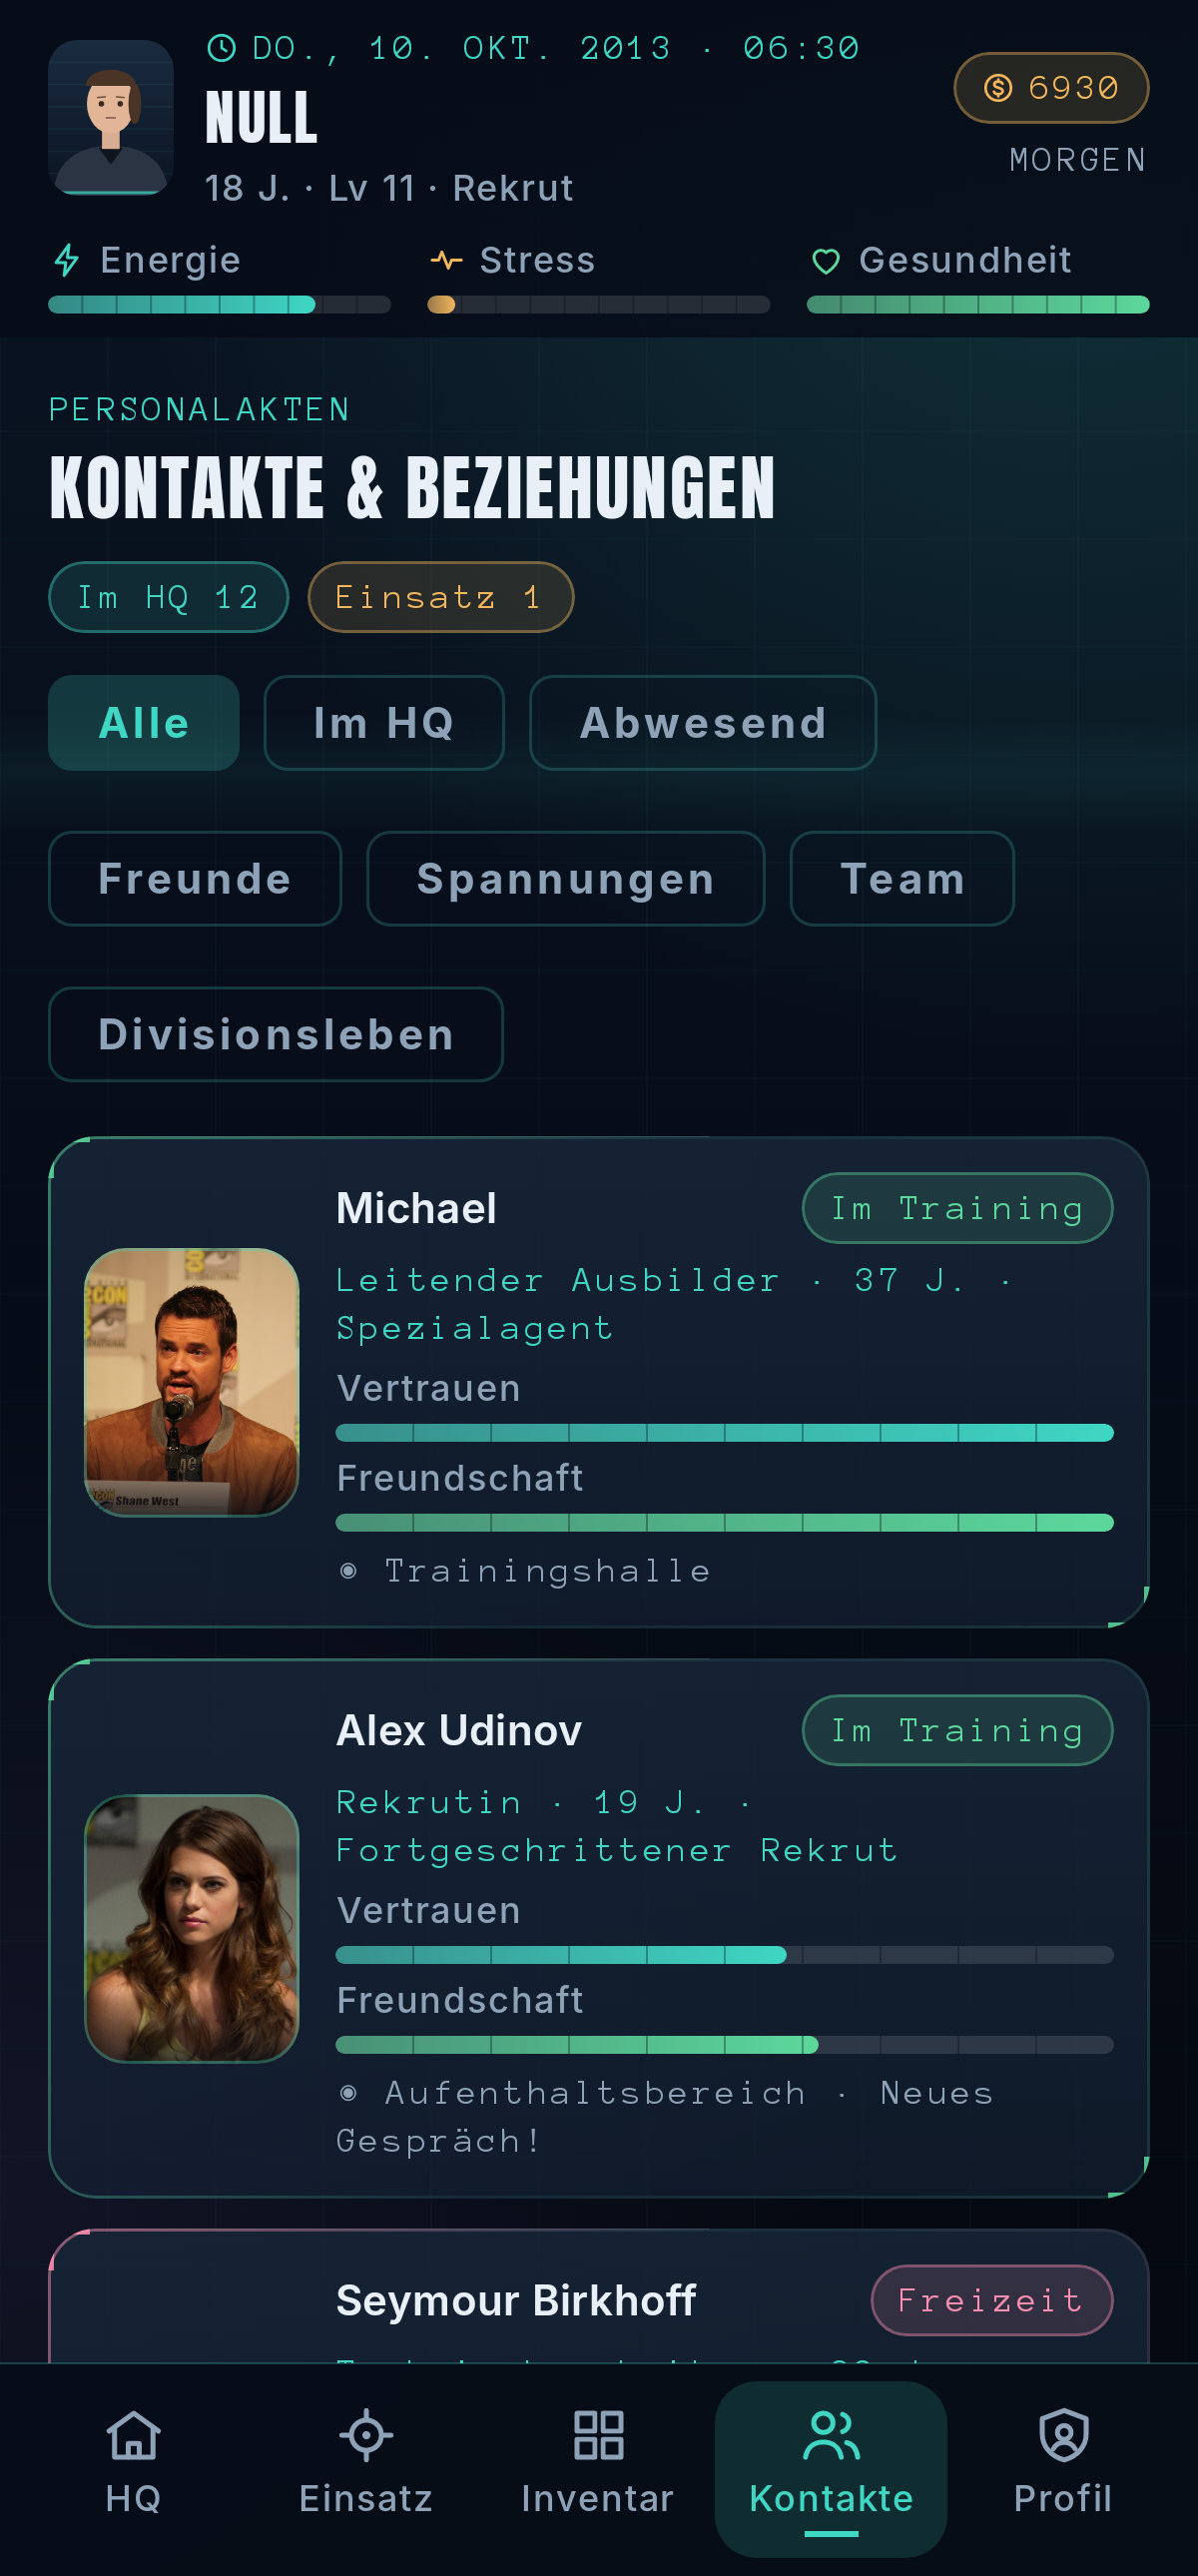 DO., 10. OKT. 2013 · 06:30
NULL
18 J. · Lv 11 · Rekrut
6930
MORGEN
Energie
Stress
Gesundheit
PERSONALAKTEN
KONTAKTE & BEZIEHUNGEN
Im HQ 12
Einsatz 1
Alle
Im HQ
Abwesend
Freunde
Spannungen
Team
Divisionsleben
Michael
Im Training
Leitender Ausbilder · 37 J. ·
Spezialagent
Vertrauen
Freundschaft
◉ Trainingshalle
CON
Shane West
Alex Udinov
Im Training
Rekrutin · 19 J. ·
Fortgeschrittener Rekrut
Vertrauen
Freundschaft
◉ Aufenthaltsbereich · Neues
Gespräch!
Seymour Birkhoff
Freizeit
HQ
Einsatz
Inventar
Kontakte
Profil